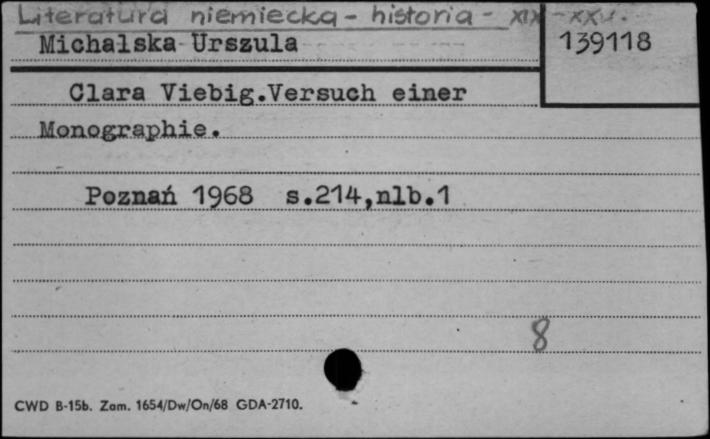 Literatura niemiecka - historia - XIX - XX w.
Michalska Urszula
139118
Clara Viebig.Versuch einer
Monographie.
Poznań 1968 s.214,nlb.1
8
CWD B-15b. Zam. 1654/Dw/On/68 GDA-2710.